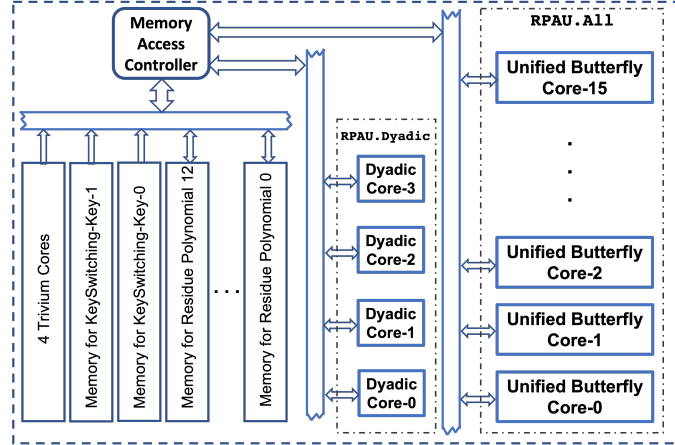 Memory
Access
Controller
RPAU.All
Unified Butterfly
Core-15
.
.
.
Unified Butterfly
Core-2
Unified Butterfly
Core-1
Unified Butterfly
Core-0
RPAU.Dyadic
Dyadic
Core-3
Dyadic
Core-2
Dyadic
Core-1
Dyadic
Core-0
4 Trivium Cores
Memory for KeySwitching-Key-1
Memory for KeySwitching-Key-0
Memory for Residue Polynomial 12
...
Memory for Residue Polynomial 0